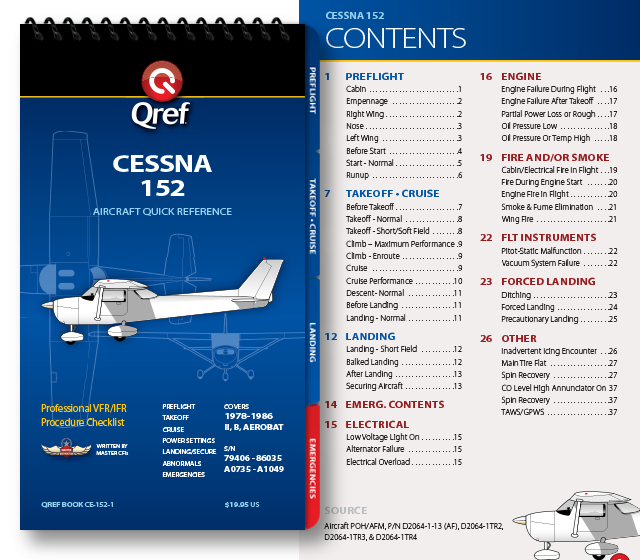 Qref
CESSNA
152
AIRCRAFT QUICK REFERENCE
Professional VFR/IFR
Procedure Checklist
WRITTEN BY
MASTER CFIs
PREFLIGHT
TAKEOFF
CRUISE
POWER SETTINGS
LANDING/SECURE
ABNORMALS
EMERGENCIES
COVERS
1978-1986
II, B, AEROBAT
S/N
79406 - 86035
A0735 - A1049
QREF BOOK CE-152-1
$19.95 US
PREFLIGHT
TAKEOFF • CRUISE
LANDING
EMERGENCIES
CESSNA 152
CONTENTS
1 PREFLIGHT
Cabin ..........................1
Empennage ....................2
Right Wing .....................2
Nose ...........................3
Left Wing ......................3
Before Start ....................4
Start - Normal ..................5
Runup .........................6
7 TAKEOFF • CRUISE
Before Takeoff ..................7
Takeoff - Normal ................8
Takeoff - Short/Soft Field ........8
Climb – Maximum Performance .9
Climb - Enroute .................9
Cruise .........................9
Cruise Performance ............10
Descent- Normal ...............11
Before Landing ................11
Landing - Normal ..............11
12 LANDING
Landing - Short Field ..........12
Balked Landing ................12
After Landing ..................13
Securing Aircraft ...............13
14 EMERG. CONTENTS
15 ELECTRICAL
Low Voltage Light On ..........15
Alternator Failure ..............15
Electrical Overload .............15
16 ENGINE
Engine Failure During Flight ...16
Engine Failure After Takeoff ....17
Partial Power Loss or Rough ....17
Oil Pressure Low ...............18
Oil Pressure Or Temp High .....18
19 FIRE AND/OR SMOKE
Cabin/Electrical Fire In Flight ...19
Fire During Engine Start .......20
Engine Fire In Flight ............20
Smoke & Fume Elimination ....21
Wing Fire ......................21
22 FLT INSTRUMENTS
Pitot-Static Malfunction ........22
Vacuum System Failure ........22
23 FORCED LANDING
Ditching .......................23
Forced Landing ................24
Precautionary Landing .........25
26 OTHER
Inadvertent Icing Encounter ...26
Main Tire Flat ..................27
Spin Recovery .................27
CO Level High Annunciator On 37
Spin Recovery .................37
TAWS/GPWS ...................37
SOURCE
Aircraft POH/AFM, P/N D2064-1-13 (AF), D2064-1TR2,
D2064-1TR3, & D2064-1TR4